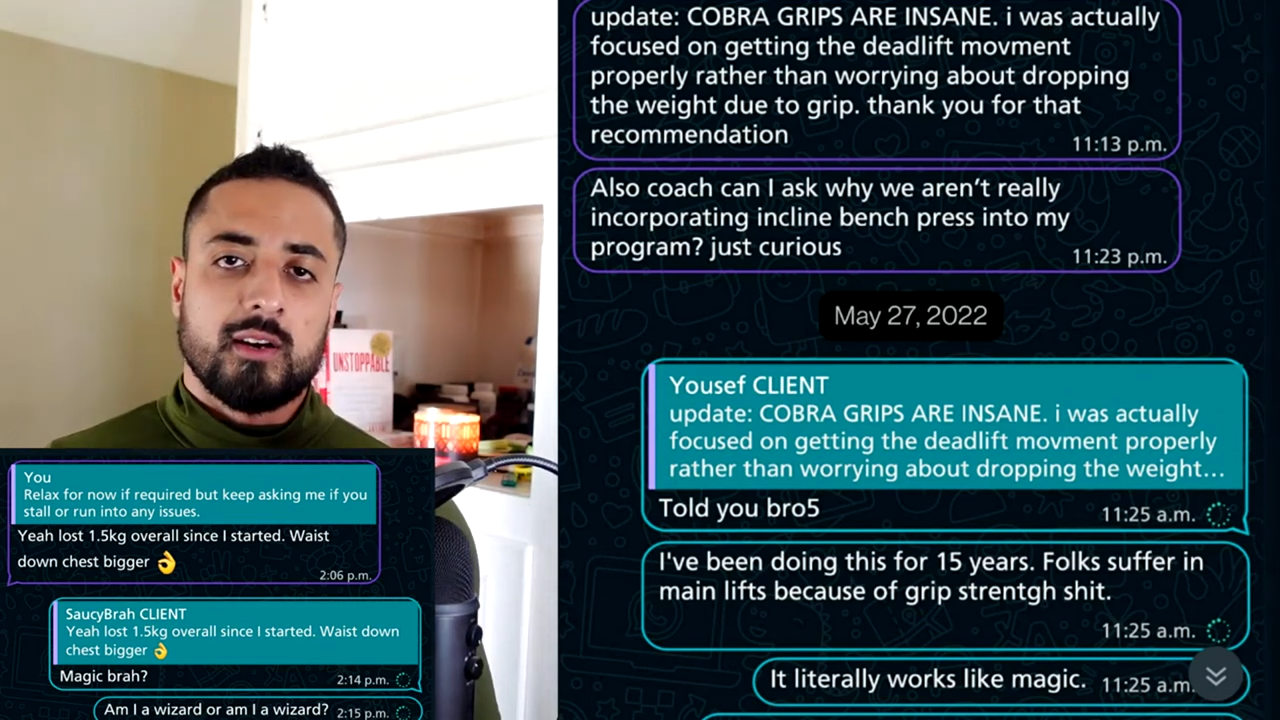 update: COBRA GRIPS ARE INSANE. i was actually
focused on getting the deadlift movment
properly rather than worrying about dropping
the weight due to grip. thank you for that
recommendation
11:13 p.m.
Also coach can I ask why we aren't really
incorporating incline bench press into my
program? just curious
11:23 p.m.
May 27, 2022
Yousef CLIENT
update: COBRA GRIPS ARE INSANE. i was actually
focused on getting the deadlift movment properly
rather than worrying about dropping the weight...
Told you bro5
11:25 a.m.
I've been doing this for 15 years. Folks suffer in
main lifts because of grip strentgh shit.
11:25 a.m.
It literally works like magic.
11:25 a.m.
UNSTOPPABLE
You
Relax for now if required but keep asking me if you
stall or run into any issues.
Yeah lost 1.5kg overall since I started. Waist
down chest bigger 👌
2:06 p.m.
SaucyBrah CLIENT
Yeah lost 1.5kg overall since I started. Waist down
chest bigger 👌
Magic brah?
2:14 p.m.
Am I a wizard or am I a wizard?
2:15 p.m.